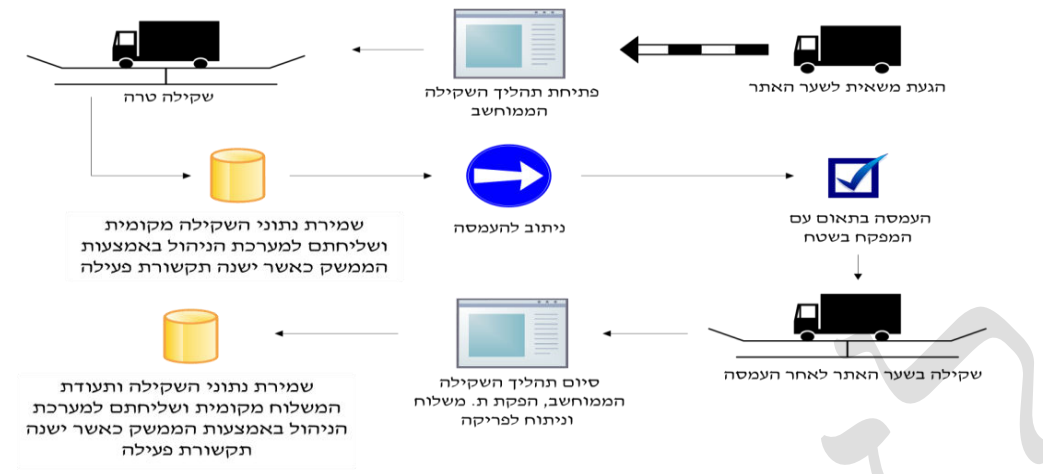 הגעת משאית לשער האתר
פתיחת תהליך השקילה
הממוחשב
שקילה טרה
שמירת נתוני השקילה מקומית
ושליחתם למערכת הניהול באמצעות
הממשק כאשר ישנה תקשורת פעילה
ניתוב להעמסה
העמסה בתאום עם
המפקח בשטח
שקילה בשער האתר לאחר העמסה
סיום תהליך השקילה
הממוחשב, הפקת ת. משלוח
וניתוח לפריקה
שמירת נתוני השקילה ותעודת
המשלוח מקומית ושליחתם למערכת
הניהול באמצעות הממשק כאשר ישנה
תקשורת פעילה